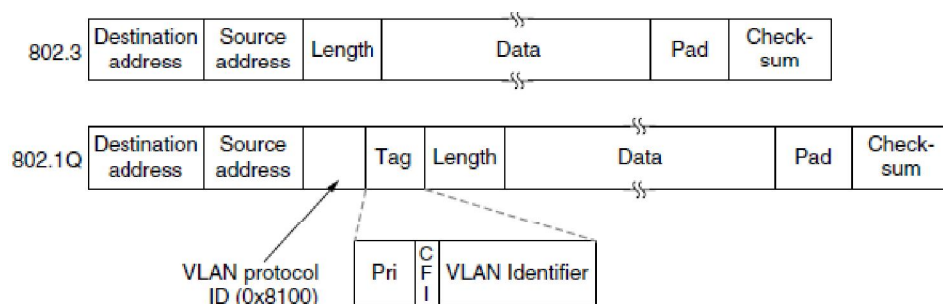 802.3
Destination address
Source address
Length
Data
Pad
Check-
sum
802.1Q
Destination address
Source address
Tag
Length
Data
Pad
Check-
sum
VLAN protocol
ID (0x8100)
Pri
C
F
I
VLAN Identifier